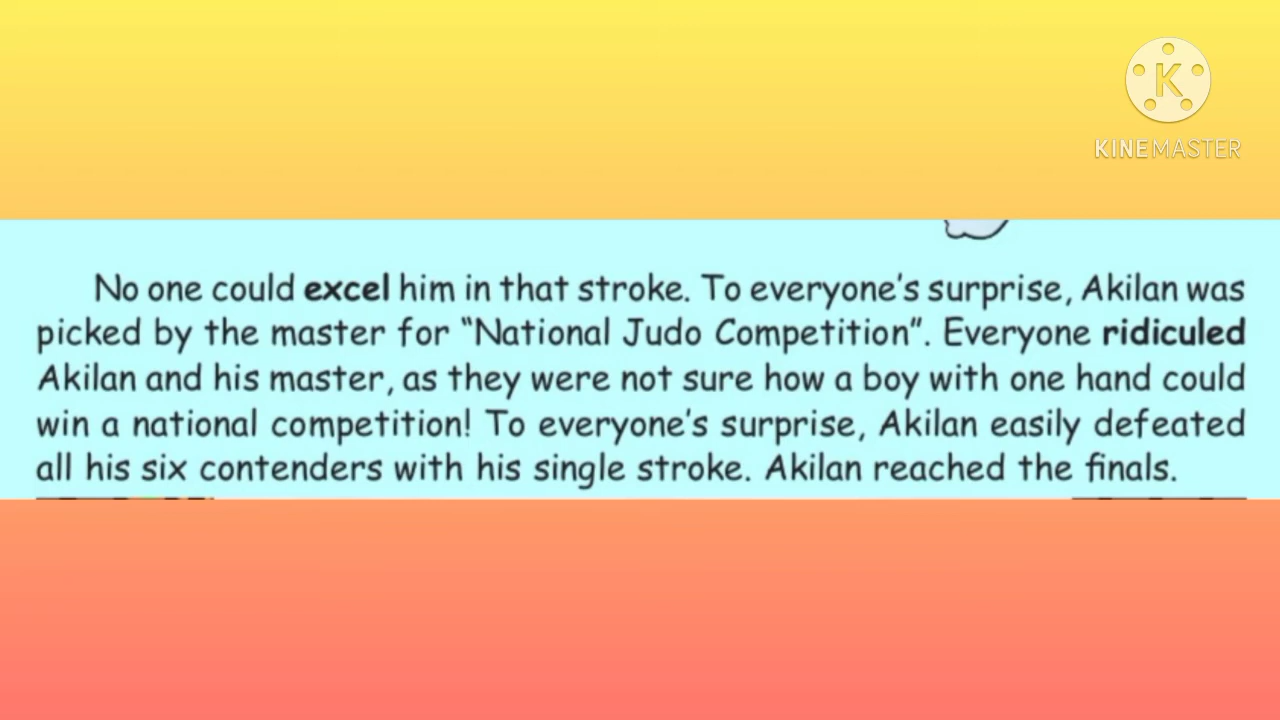 K
KINEMASTER
No one could excel him in that stroke. To everyone's surprise, Akilan was
picked by the master for "National Judo Competition". Everyone ridiculed
Akilan and his master, as they were not sure how a boy with one hand could
win a national competition! To everyone's surprise, Akilan easily defeated
all his six contenders with his single stroke. Akilan reached the finals.